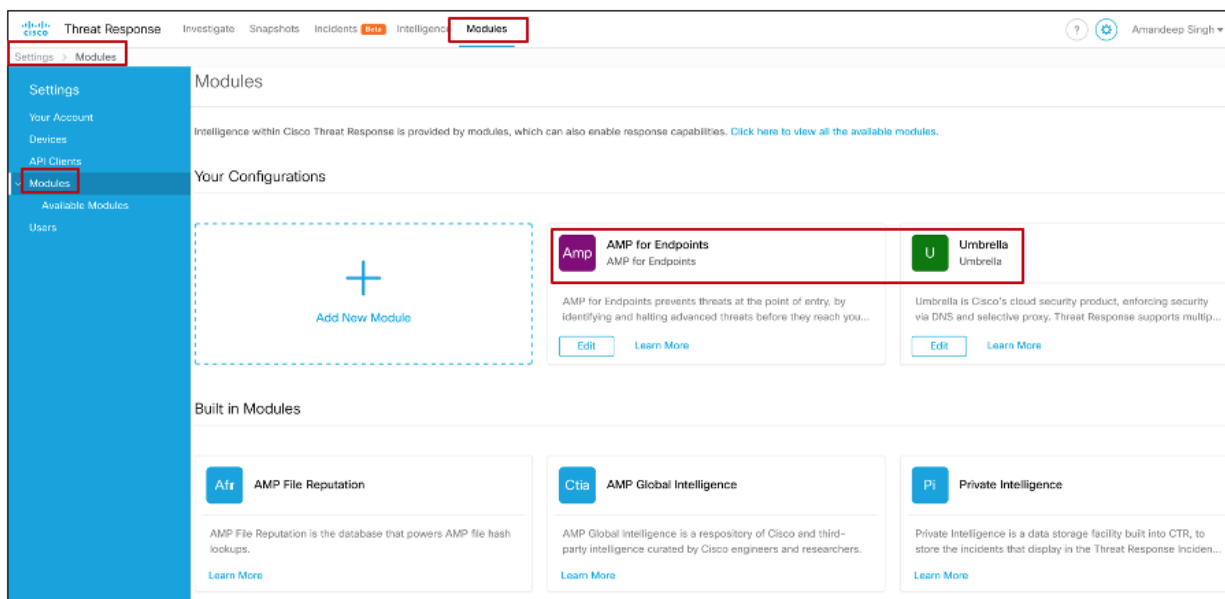 cisco Threat Response Investigate Snapshots Incidents Beta Intelligence Modules ? Amandeep Singh
Settings > Modules
Settings
Your Account
Devices
API Clients
Modules
Available Modules
Users
Modules
Intelligence within Cisco Threat Response is provided by modules, which can also enable response capabilities. Click here to view all the available modules.
Your Configurations
Add New Module
Amp AMP for Endpoints
AMP for Endpoints
AMP for Endpoints prevents threats at the point of entry, by
identifying and halting advanced threats before they reach you...
Edit Learn More
U Umbrella
Umbrella
Umbrella is Cisco's cloud security product, enforcing security
via DNS and selective proxy. Threat Response supports multip...
Edit Learn More
Built in Modules
Afr AMP File Reputation
AMP File Reputation is the database that powers AMP file hash
lookups.
Learn More
Ctia AMP Global Intelligence
AMP Global Intelligence is a respository of Cisco and third-
party intelligence curated by Cisco engineers and researchers.
Learn More
Pi Private Intelligence
Private Intelligence is a data storage facility built into CTR, to
store the incidents that display in the Threat Response Inciden...
Learn More